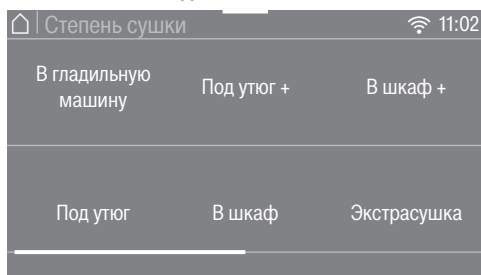 Степень сушки 11:02
В гладильную
машину
Под утюг +
В шкаф +
Под утюг
В шкаф
Экстрасушка